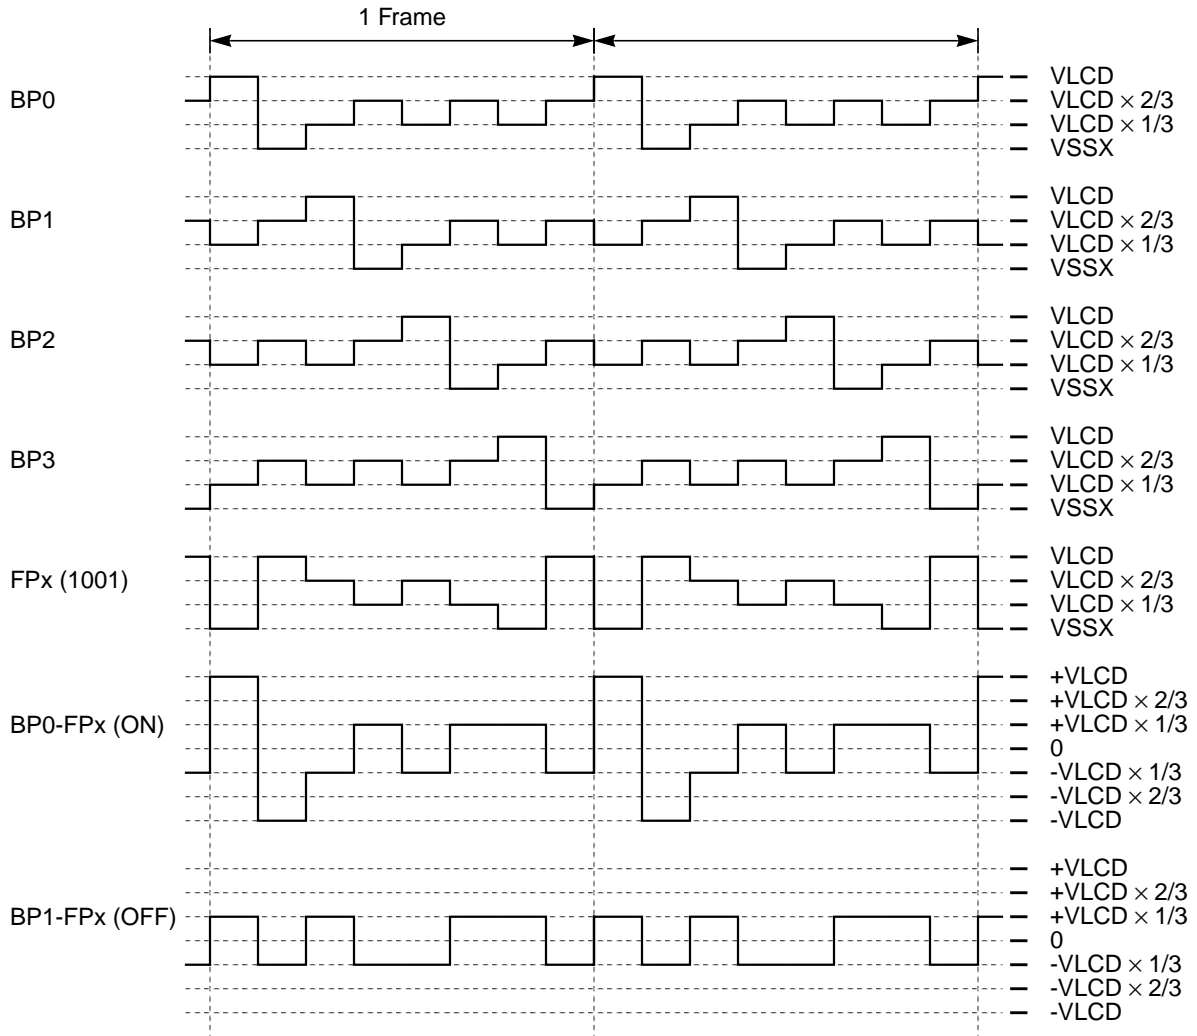 1 Frame
BP0
VLCD
VLCD × 2/3
VLCD × 1/3
VSSX
BP1
VLCD
VLCD × 2/3
VLCD × 1/3
VSSX
BP2
VLCD
VLCD × 2/3
VLCD × 1/3
VSSX
BP3
VLCD
VLCD × 2/3
VLCD × 1/3
VSSX
FPx (1001)
VLCD
VLCD × 2/3
VLCD × 1/3
VSSX
BP0-FPx (ON)
+VLCD
+VLCD × 2/3
+VLCD × 1/3
0
-VLCD × 1/3
-VLCD × 2/3
-VLCD
BP1-FPx (OFF)
+VLCD
+VLCD × 2/3
+VLCD × 1/3
0
-VLCD × 1/3
-VLCD × 2/3
-VLCD